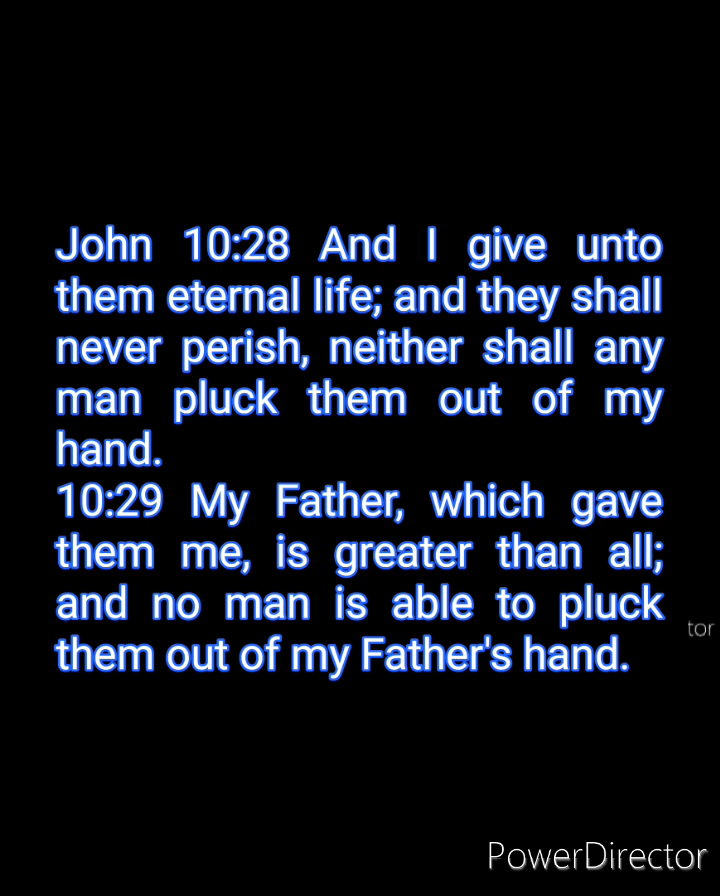 John 10:28 And I give unto
them eternal life; and they shall
never perish, neither shall any
man pluck them out of my
hand.
10:29 My Father, which gave
them me, is greater than all;
and no man is able to pluck
them out of my Father's hand.
tor
PowerDirector